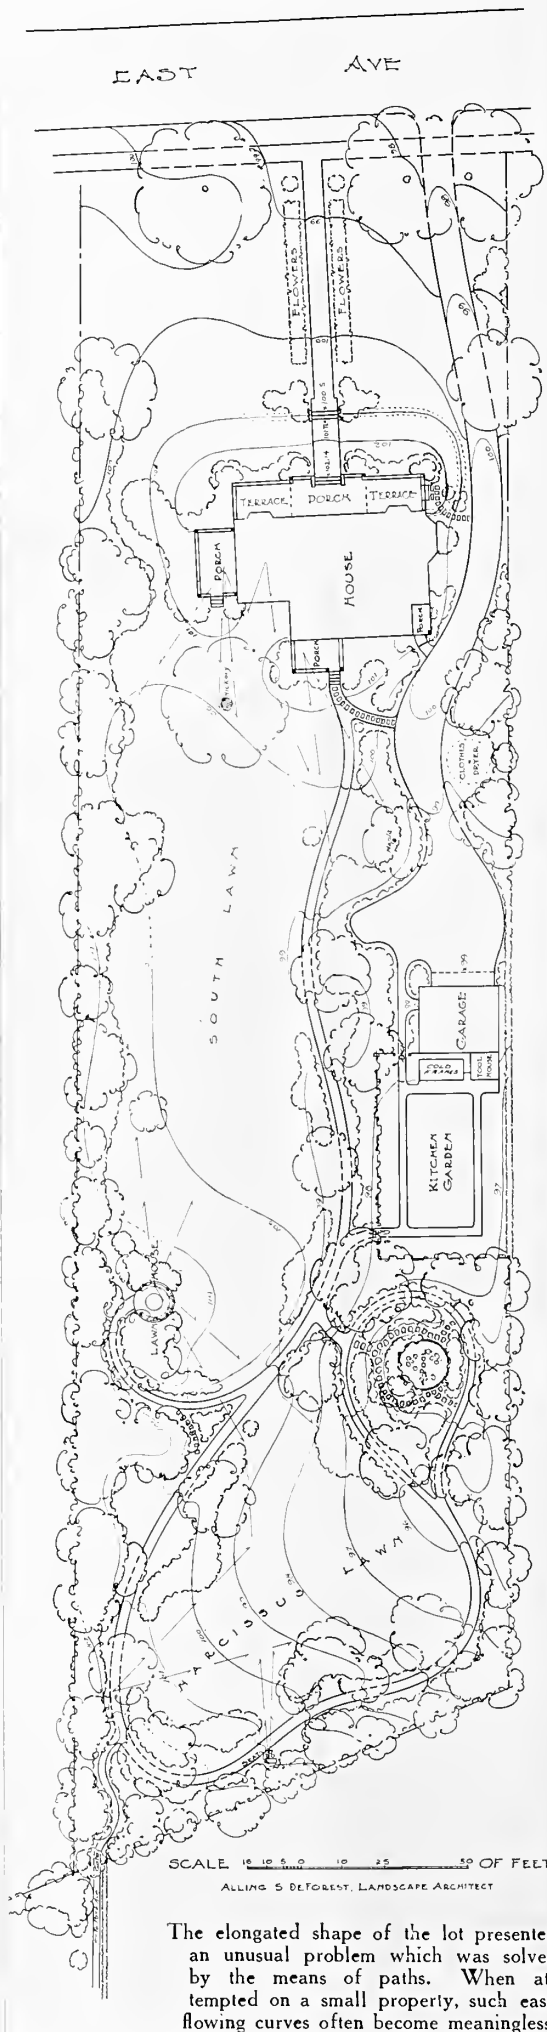 EAST AVE
FLOWERS FLOWERS
TERRACE PORCH TERRACE
PORCH
HOUSE
PORCH
PORCH
HICKORY
CLOTHES
DRYER
SOUTH LAWN
GARAGE
TOOL
HOUSE
KITCHEN
GARDEN
LAWN HOUSE
NARCISSUS LAWN
SEAT
SCALE 10 5 0 10 25 50 OF FEET
ALLING S DEFOREST, LANDSCAPE ARCHITECT
The elongated shape of the lot presente
an unusual problem which was solve
by the means of paths. When at
tempted on a small property, such eas
flowing curves often become meaningless